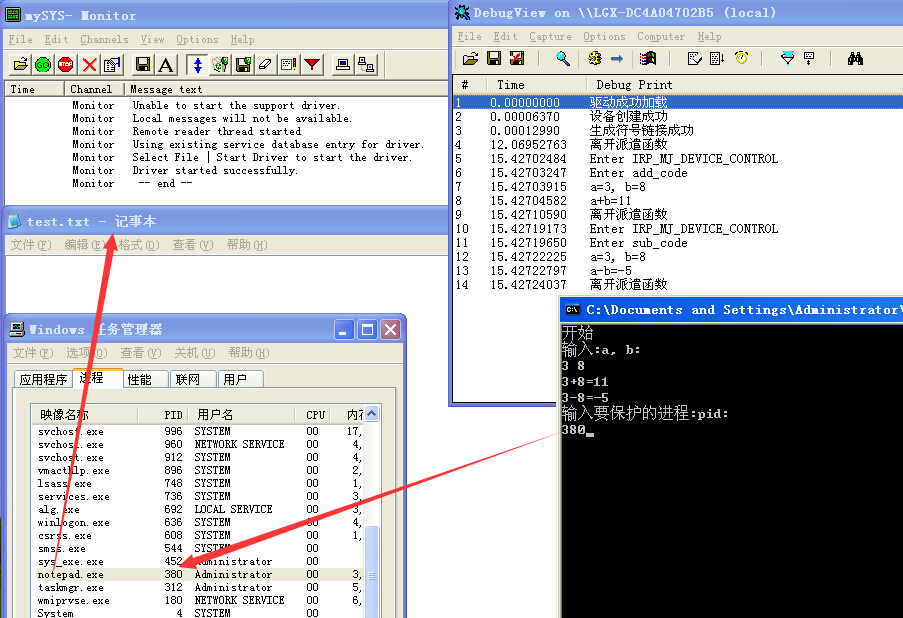 mySYS- Monitor
File Edit Channels View Options Help
Time Channel Message text
Monitor Unable to start the support driver.
Monitor Local messages will not be available.
Monitor Remote reader thread started
Monitor Using existing service database entry for driver.
Monitor Select File | Start Driver to start the driver.
Monitor Driver started successfully.
Monitor -- end --
DebugView on \\LGX-DC4A04702B5 (local)
File Edit Capture Options Computer Help
# Time Debug Print
1 0.00000000 驱动成功加载
2 0.00006370 设备创建成功
3 0.00012990 生成符号链接成功
4 12.06952763 离开派遣函数
5 15.42702484 Enter IRP_MJ_DEVICE_CONTROL
6 15.42703247 Enter add_code
7 15.42703915 a=3, b=8
8 15.42704582 a+b=11
9 15.42710590 离开派遣函数
10 15.42719173 Enter IRP_MJ_DEVICE_CONTROL
11 15.42719650 Enter sub_code
12 15.42722225 a=3, b=8
13 15.42722797 a-b=-5
14 15.42724037 离开派遣函数
test.txt - 记事本
文件(F) 编辑(E) 格式(O) 查看(V) 帮助(H)
Windows 任务管理器
文件(F) 选项(O) 查看(V) 关机(U) 帮助(H)
应用程序 进程 性能 联网 用户
映像名称 PID 用户名 CPU 内存
svchost.exe 996 SYSTEM 00 17,
svchost.exe 960 NETWORK SERVICE 00 4,
svchost.exe 912 SYSTEM 00 4,
vmacthlp.exe 896 SYSTEM 00 2,
lsass.exe 748 SYSTEM 00 1,
services.exe 736 SYSTEM 00 3,
alg.exe 692 LOCAL SERVICE 00 3,
winlogon.exe 636 SYSTEM 00 4,
csrss.exe 608 SYSTEM 00 1,
smss.exe 544 SYSTEM 00
sys_exe.exe 452 Administrator 00
notepad.exe 380 Administrator 00 3,
taskmgr.exe 312 Administrator 00 5,
wmiprvse.exe 180 NETWORK SERVICE 00 6,
System 4 SYSTEM 00
C:\Documents and Settings\Administrator\
开始
输入:a, b:
3 8
3+8=11
3-8=-5
输入要保护的进程:pid:
380_